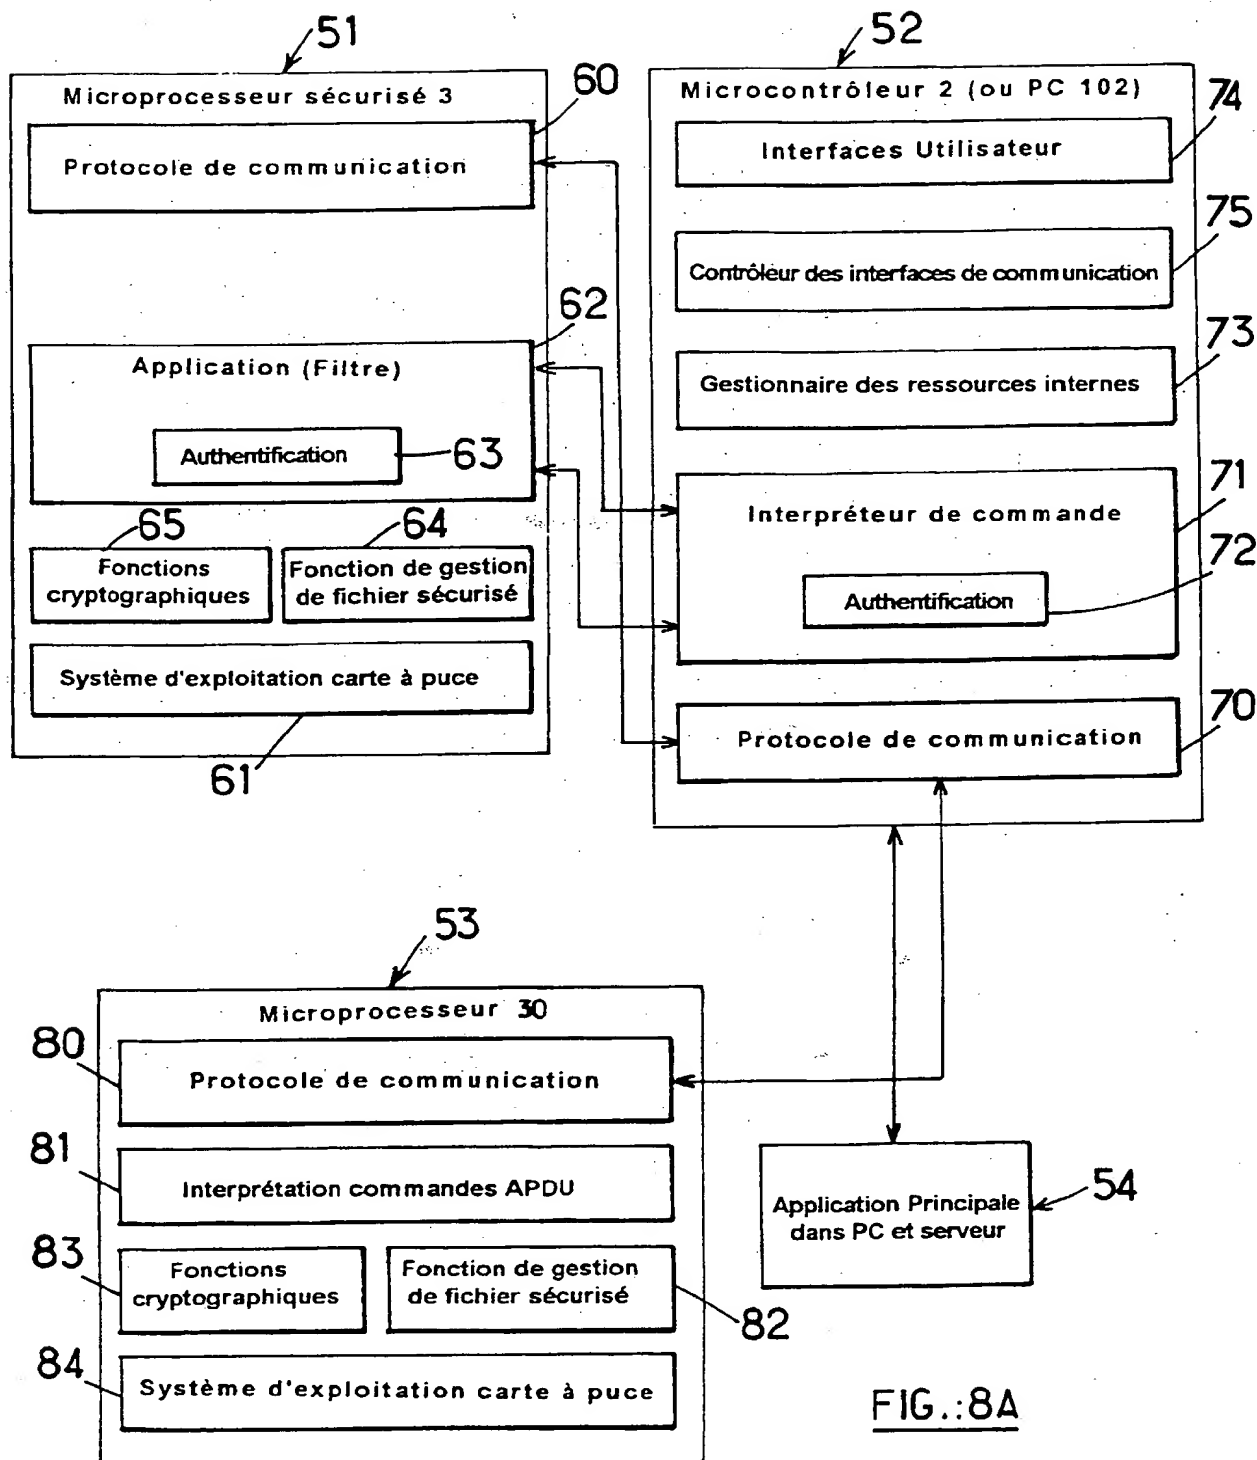 51
Microprocesseur sécurisé 3
60
Protocole de communication
62
Application (Filtre)
Authentification
63
65
64
Fonctions
cryptographiques
Fonction de gestion
de fichier sécurisé
Système d'exploitation carte à puce
61
52
Microcontrôleur 2 (ou PC 102)
74
Interfaces Utilisateur
75
Contrôleur des interfaces de communication
73
Gestionnaire des ressources internes
71
Interpréteur de commande
72
Authentification
70
Protocole de communication
53
Microprocesseur 30
80
Protocole de communication
81
Interprétation commandes APDU
83
Fonctions
cryptographiques
Fonction de gestion
de fichier sécurisé
82
84
Système d'exploitation carte à puce
54
Application Principale
dans PC et serveur
FIG.:8A